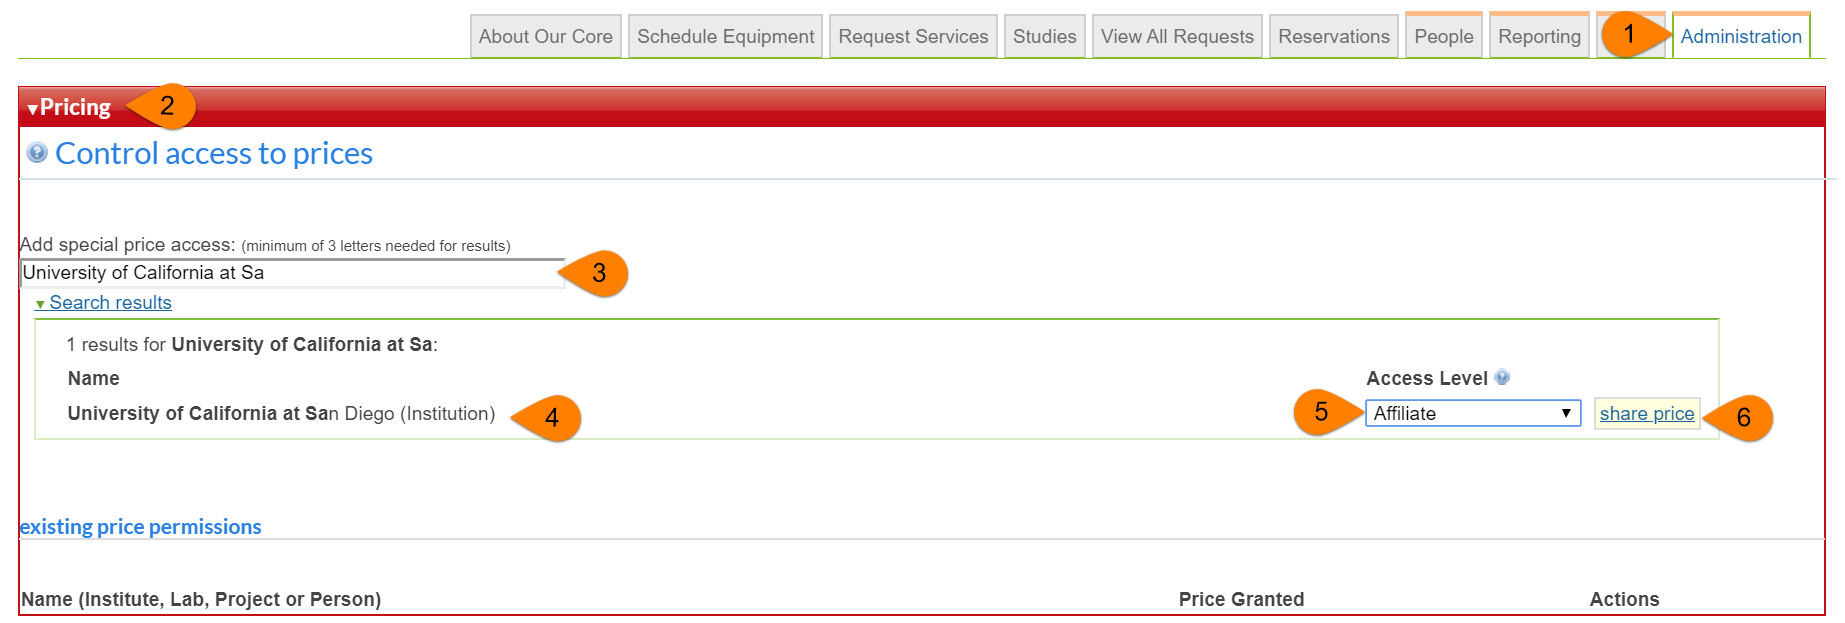 About Our Core Schedule Equipment Request Services Studies View All Requests Reservations People Reporting 1 Administration
▾Pricing 2
? Control access to prices
Add special price access: (minimum of 3 letters needed for results)
University of California at Sa 3
▾ Search results
1 results for University of California at Sa:
Name Access Level ?
University of California at San Diego (Institution) 4 5 Affiliate ▼ share price 6
existing price permissions
Name (Institute, Lab, Project or Person) Price Granted Actions